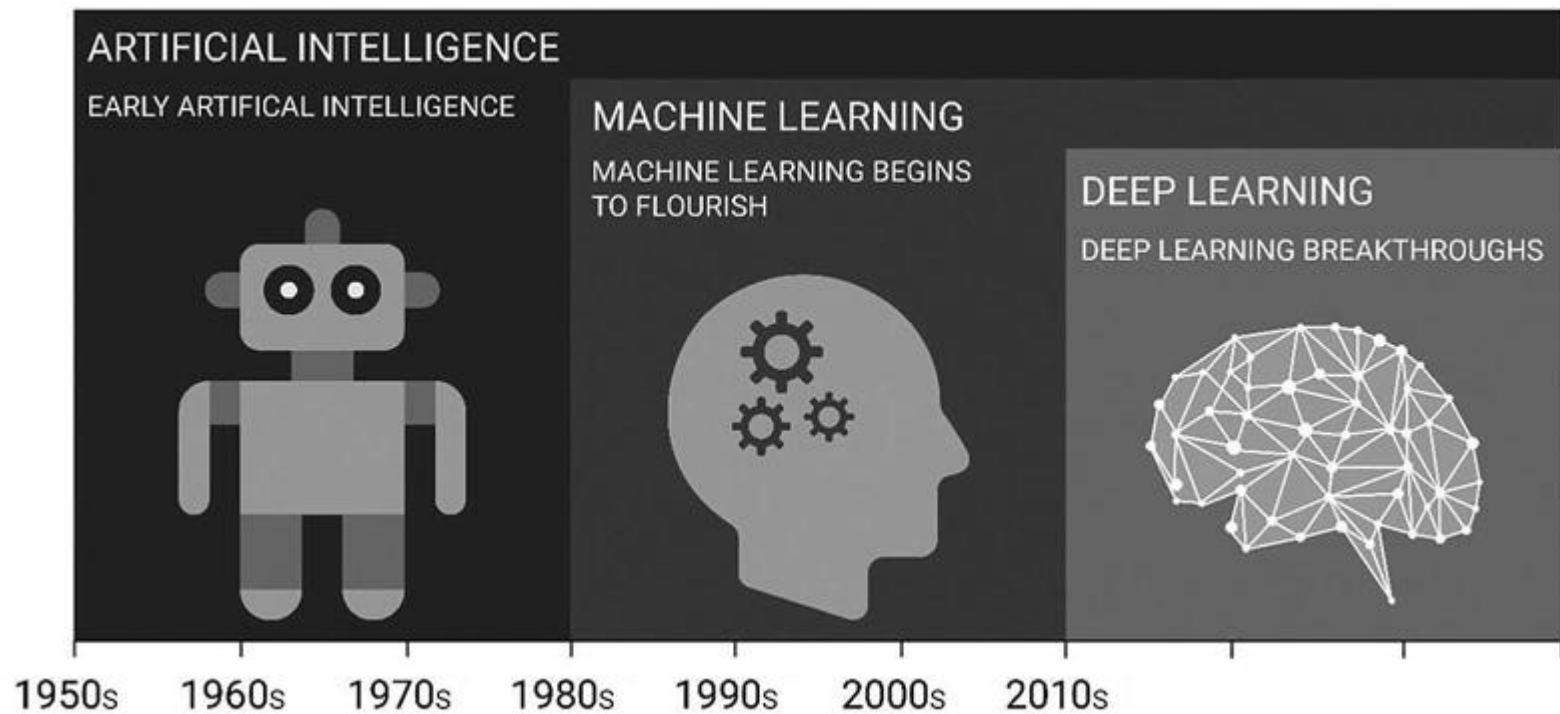 ARTIFICIAL INTELLIGENCE
EARLY ARTIFICAL INTELLIGENCE
MACHINE LEARNING
MACHINE LEARNING BEGINS
TO FLOURISH
DEEP LEARNING
DEEP LEARNING BREAKTHROUGHS
1950s 1960s 1970s 1980s 1990s 2000s 2010s